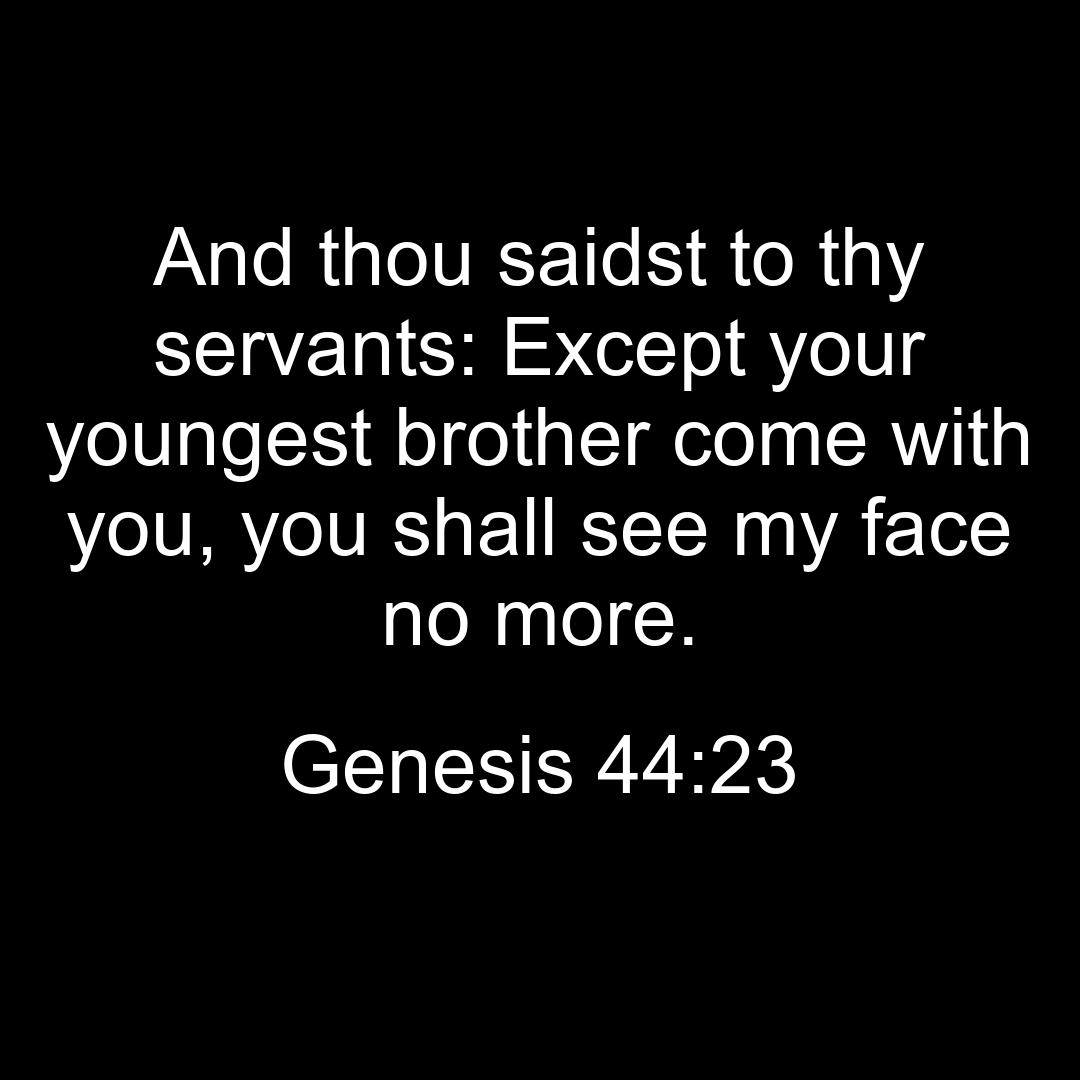 And thou saidst to thy
servants: Except your
youngest brother come with
you, you shall see my face
no more.
Genesis 44:23